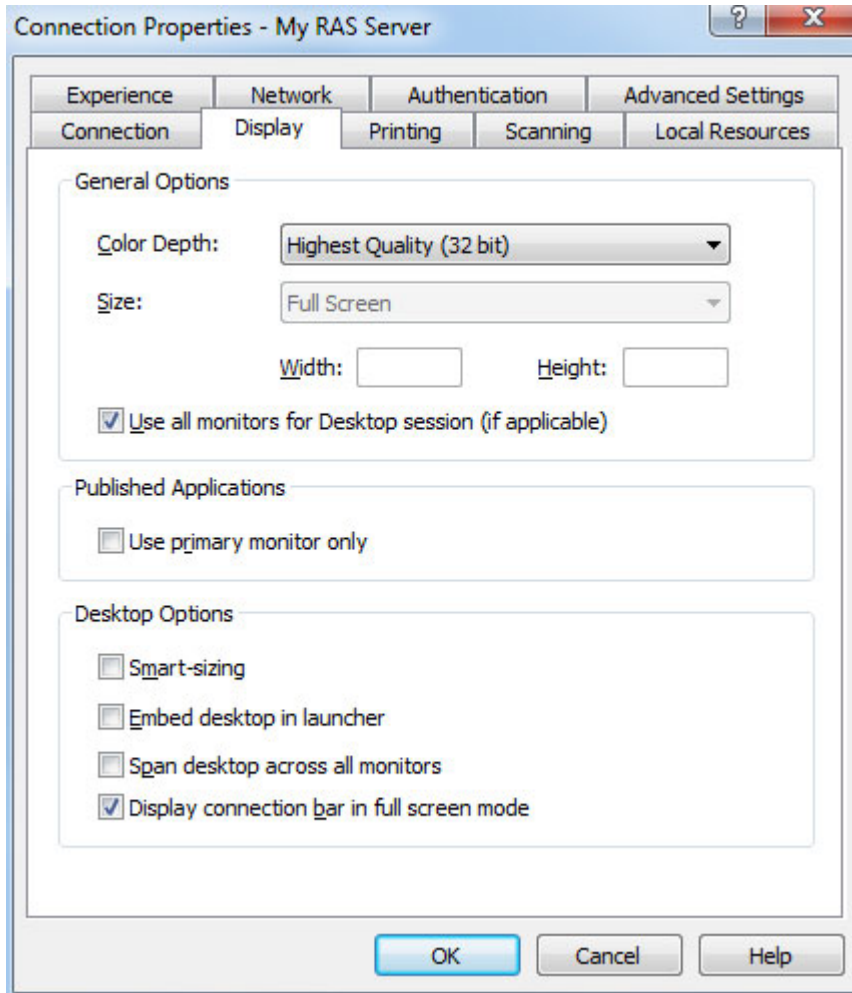 Connection Properties - My RAS Server
?
X
Experience Network Authentication Advanced Settings
Connection Display Printing Scanning Local Resources
General Options
Color Depth: Highest Quality (32 bit)
Size: Full Screen
Width: Height:
Use all monitors for Desktop session (if applicable)
Published Applications
Use primary monitor only
Desktop Options
Smart-sizing
Embed desktop in launcher
Span desktop across all monitors
Display connection bar in full screen mode
OK Cancel Help